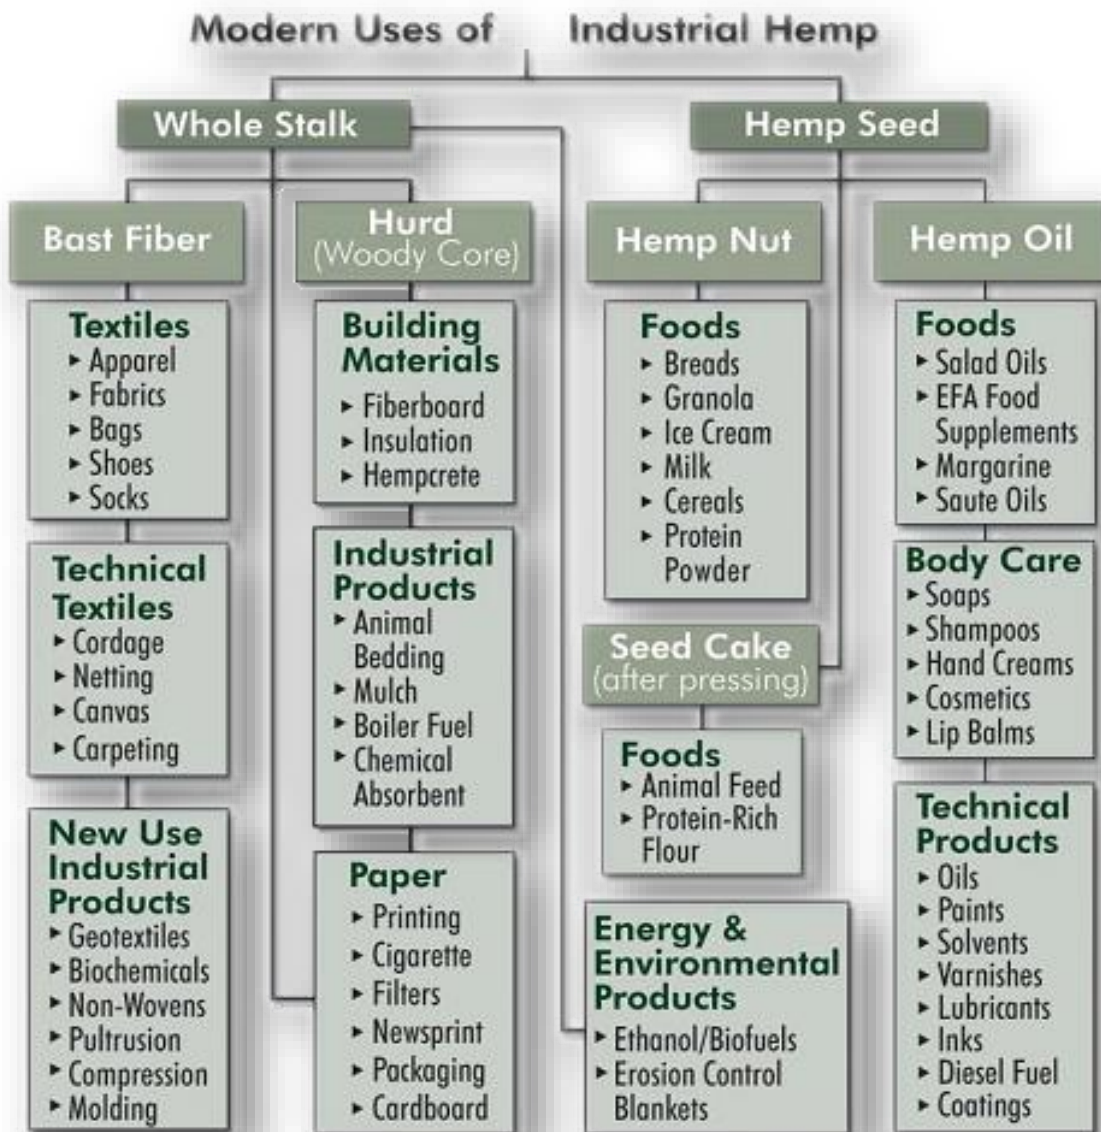 Modern Uses of Industrial Hemp
Whole Stalk
Bast Fiber
Textiles
Apparel
Fabrics
Bags
Shoes
Socks
Technical
Textiles
Cordage
Netting
Canvas
Carpeting
New Use
Industrial
Products
Geotextiles
Biochemicals
Non-Wovens
Pultrusion
Compression
Molding
Hurd
(Woody Core)
Building
Materials
Fiberboard
Insulation
Hempcrete
Industrial
Products
Animal
Bedding
Mulch
Boiler Fuel
Chemical
Absorbent
Paper
Printing
Cigarette
Filters
Newsprint
Packaging
Cardboard
Energy &
Environmental
Products
Ethanol/Biofuels
Erosion Control
Blankets
Hemp Seed
Hemp Nut
Foods
Breads
Granola
Ice Cream
Milk
Cereals
Protein
Powder
Seed Cake
(after pressing)
Foods
Animal Feed
Protein-Rich
Flour
Hemp Oil
Foods
Salad Oils
EFA Food
Supplements
Margarine
Saute Oils
Body Care
Soaps
Shampoos
Hand Creams
Cosmetics
Lip Balms
Technical
Products
Oils
Paints
Solvents
Varnishes
Lubricants
Inks
Diesel Fuel
Coatings